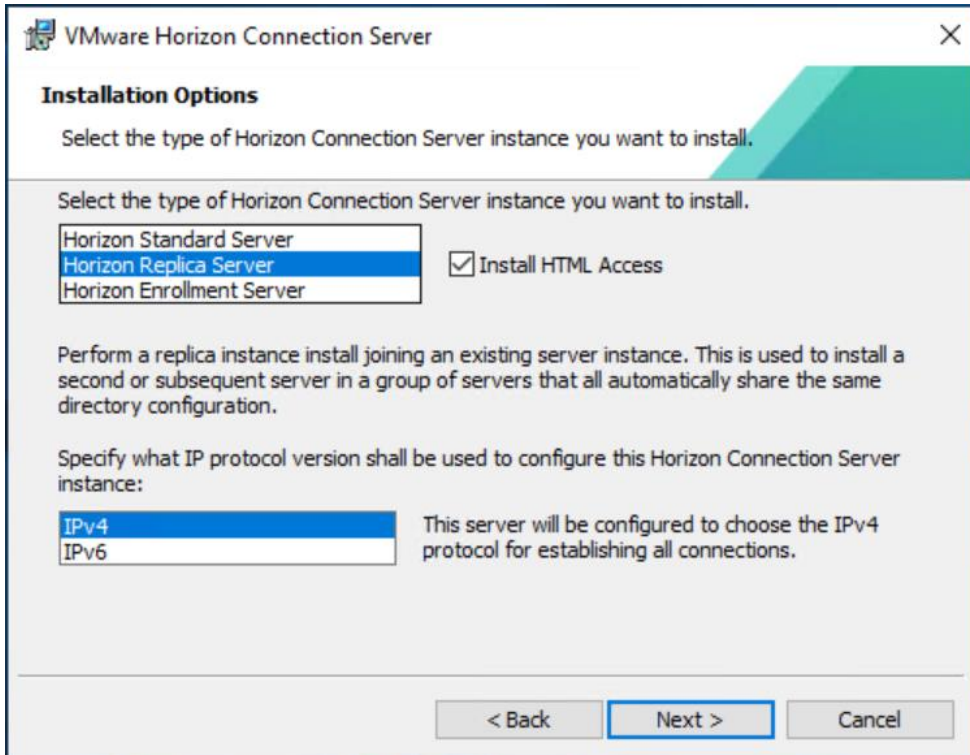 VMware Horizon Connection Server
Installation Options
Select the type of Horizon Connection Server instance you want to install.
Select the type of Horizon Connection Server instance you want to install.
Horizon Standard Server
Horizon Replica Server
Horizon Enrollment Server
Install HTML Access
Perform a replica instance install joining an existing server instance. This is used to install a
second or subsequent server in a group of servers that all automatically share the same
directory configuration.
Specify what IP protocol version shall be used to configure this Horizon Connection Server
instance:
IPv4
IPv6
This server will be configured to choose the IPv4
protocol for establishing all connections.
< Back
Next >
Cancel